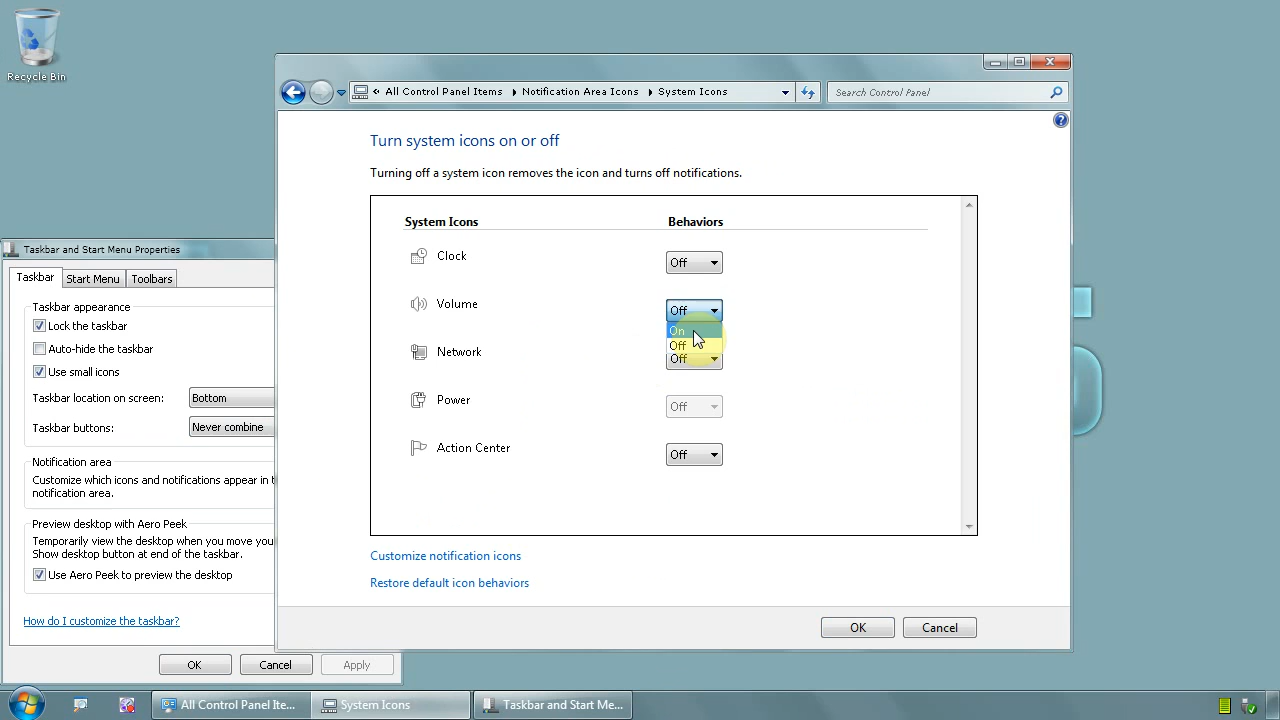 Recycle Bin
« All Control Panel Items
Notification Area Icons
System Icons
Search Control Panel
Turn system icons on or off
Turning off a system icon removes the icon and turns off notifications.
System Icons
Behaviors
Clock
Off
Volume
Off
On
Off
Network
Off
Power
Off
Action Center
Off
Customize notification icons
Restore default icon behaviors
OK
Cancel
Taskbar and Start Menu Properties
Taskbar
Start Menu
Toolbars
Taskbar appearance
Lock the taskbar
Auto-hide the taskbar
Use small icons
Taskbar location on screen:
Bottom
Taskbar buttons:
Never combine
Notification area
Customize which icons and notifications appear in t
notification area.
Preview desktop with Aero Peek
Temporarily view the desktop when you move you
Show desktop button at end of the taskbar.
Use Aero Peek to preview the desktop
How do I customize the taskbar?
OK
Cancel
Apply
All Control Panel Ite...
System Icons
Taskbar and Start Me...